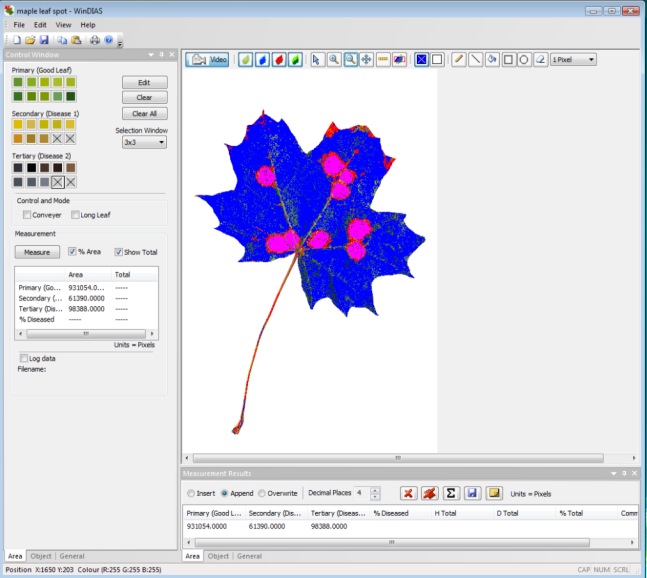 maple leaf spot - WinDIAS
File Edit View Help
Control Window
Video
1 Pixel
Primary (Good Leaf)
Edit
Clear
Secondary (Disease 1)
Clear All
Selection Window
3x3
Tertiary (Disease 2)
Control and Mode
Conveyer Long Leaf
Measurement
Measure % Area Show Total
Area Total
Primary (Go... 931054.0... -----
Secondary (... 61390.0000 -----
Tertiary (Dis... 98388.0000 -----
% Diseased ----- -----
Units = Pixels
Log data
Filename:
Measurement Results
Insert Append Overwrite Decimal Places 4 Units = Pixels
Primary (Good L... Secondary (Dis... Tertiary (Diseas... % Diseased H Total D Total % Total Comm
931054.0000 61390.0000 98388.0000
Area Object General
Area Object General
Position X:1650 Y:203 Colour (R:255 G:255 B:255)
CAP NUM SCRL